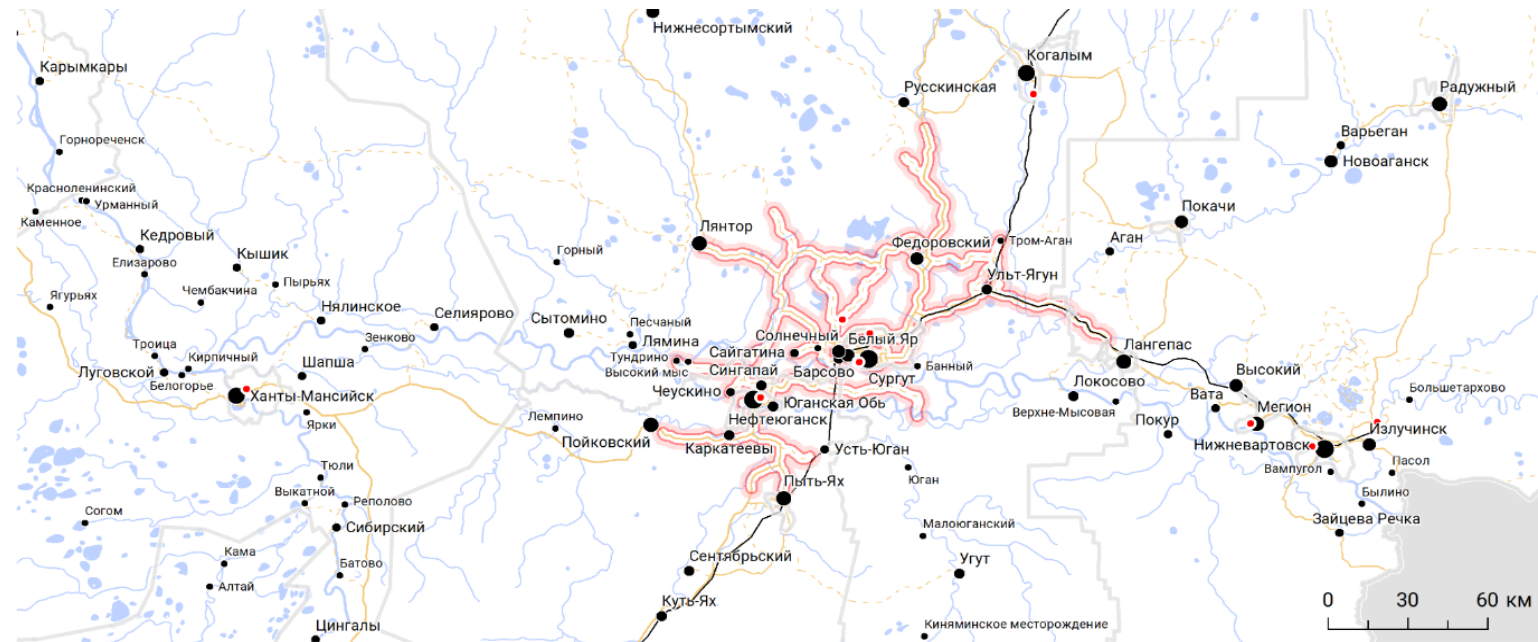 Нижнесортымский
Когалым
Карымкары
Русскинская
Радужный
Варьеган
Горнореченск
Новоаганск
Красноленинский
Урманный
Каменное
Покачи
Лянтор
Кедровый
Аган
Федоровский
Тром-Аган
Горный
Кышик
Елизарово
Ульт-Ягун
Пырьях
Чембакчина
Ягурьях
Нялинское
Селиярово
Сытомино
Песчаный
Зенково
Лямина
Солнечный
Белый Яр
Троица
Сайгатина
Кирпичный
Тундрино
Шапша
Лангепас
Банный
Луговской
Высокий мыс
Сингапай
Барсово
Высокий
Белогорье
Сургут
Локосово
Большетархово
Чеускино
Ханты-Мансийск
Юганская Обь
Вата
Мегион
Верхне-Мысовая
Лемпино
Нефтеюганск
Покур
Ярки
Излучинск
Пойковский
Каркатеевы
Усть-Юган
Нижневартовск
Пасол
Тюли
Вампугол
Юган
Пыть-Ях
Выкатной
Былино
Реполово
Согом
Малоюганский
Зайцева Речка
Сибирский
Кама
Сентябрьский
Угут
Батово
Алтай
Куть-Ях
0 30 60 км
Цингалы
Киняминское месторождение